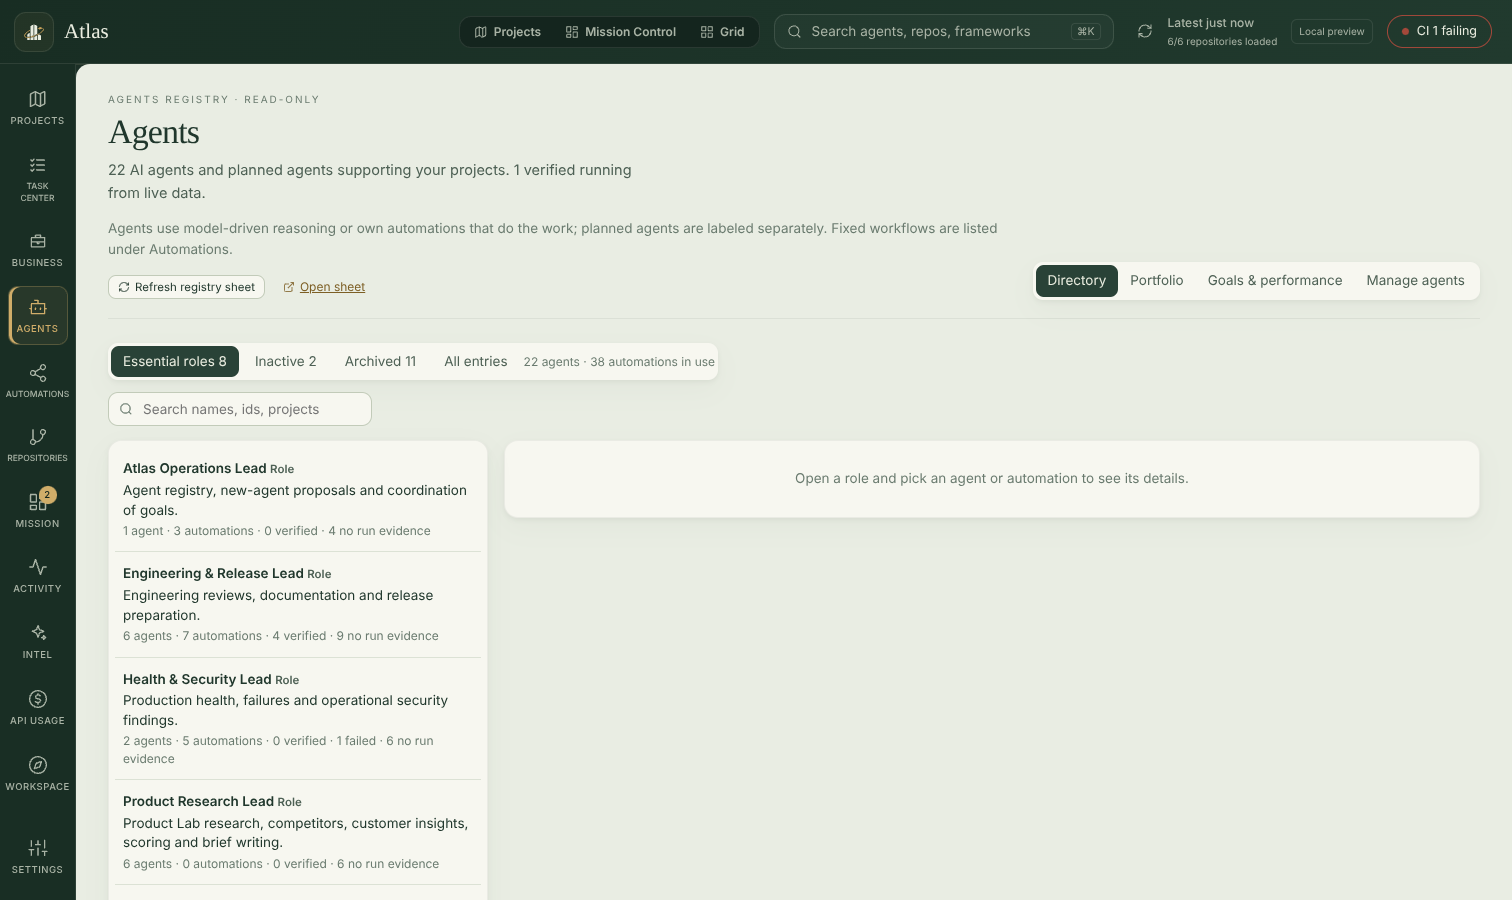 Atlas
Projects
Mission Control
Grid
Search agents, repos, frameworks
⌘K
Latest just now
6/6 repositories loaded
Local preview
CI 1 failing
PROJECTS
TASK
CENTER
BUSINESS
AGENTS
AUTOMATIONS
REPOSITORIES
2
MISSION
ACTIVITY
INTEL
API USAGE
WORKSPACE
SETTINGS
AGENTS REGISTRY · READ-ONLY
Agents
22 AI agents and planned agents supporting your projects. 1 verified running
from live data.
Agents use model-driven reasoning or own automations that do the work; planned agents are labeled separately. Fixed workflows are listed
under Automations.
Refresh registry sheet
Open sheet
Directory
Portfolio
Goals & performance
Manage agents
Essential roles 8
Inactive 2
Archived 11
All entries
22 agents · 38 automations in use
Search names, ids, projects
Atlas Operations Lead Role
Agent registry, new-agent proposals and coordination
of goals.
1 agent · 3 automations · 0 verified · 4 no run evidence
Engineering & Release Lead Role
Engineering reviews, documentation and release
preparation.
6 agents · 7 automations · 4 verified · 9 no run evidence
Health & Security Lead Role
Production health, failures and operational security
findings.
2 agents · 5 automations · 0 verified · 1 failed · 6 no run
evidence
Product Research Lead Role
Product Lab research, competitors, customer insights,
scoring and brief writing.
6 agents · 0 automations · 0 verified · 6 no run evidence
Open a role and pick an agent or automation to see its details.